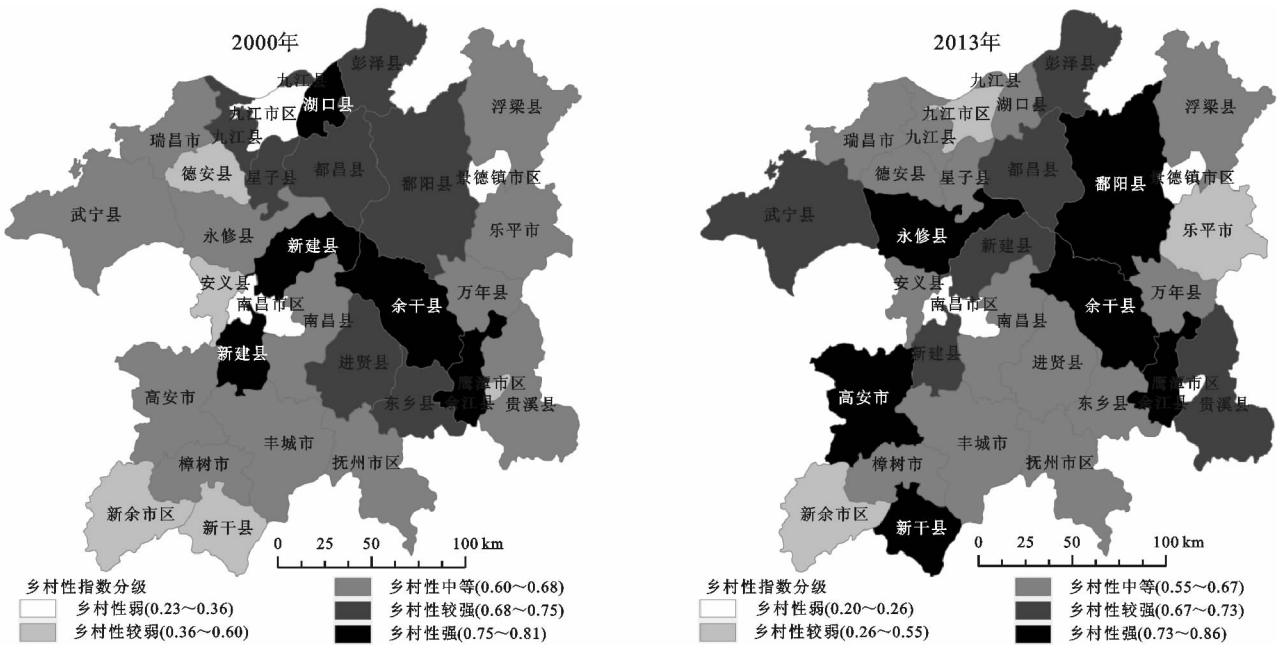 2000年
彭泽县
九江县
九江市区
湖口县
浮梁县
瑞昌市
九江县
德安县
星子县
都昌县
鄱阳县
景德镇市区
武宁县
永修县
新建县
乐平市
安义县
南昌市区
南昌县
余干县
万年县
新建县
进贤县
鹰潭市区
高安市
东乡县
余江县
贵溪县
丰城市
樟树市
抚州市区
新余市区
新干县
0 25 50 100 km
乡村性指数分级
乡村性弱(0.23～0.36)
乡村性较弱(0.36～0.60)
乡村性中等(0.60～0.68)
乡村性较强(0.68～0.75)
乡村性强(0.75～0.81)
2013年
彭泽县
九江县
九江市区
湖口县
浮梁县
瑞昌市
九江县
德安县
星子县
都昌县
鄱阳县
景德镇市区
武宁县
永修县
新建县
乐平市
安义县
南昌市区
南昌县
余干县
万年县
新建县
进贤县
鹰潭市区
高安市
东乡县
余江县
贵溪县
丰城市
樟树市
抚州市区
新余市区
新干县
0 25 50 100 km
乡村性指数分级
乡村性弱(0.20～0.26)
乡村性较弱(0.26～0.55)
乡村性中等(0.55～0.67)
乡村性较强(0.67～0.73)
乡村性强(0.73～0.86)